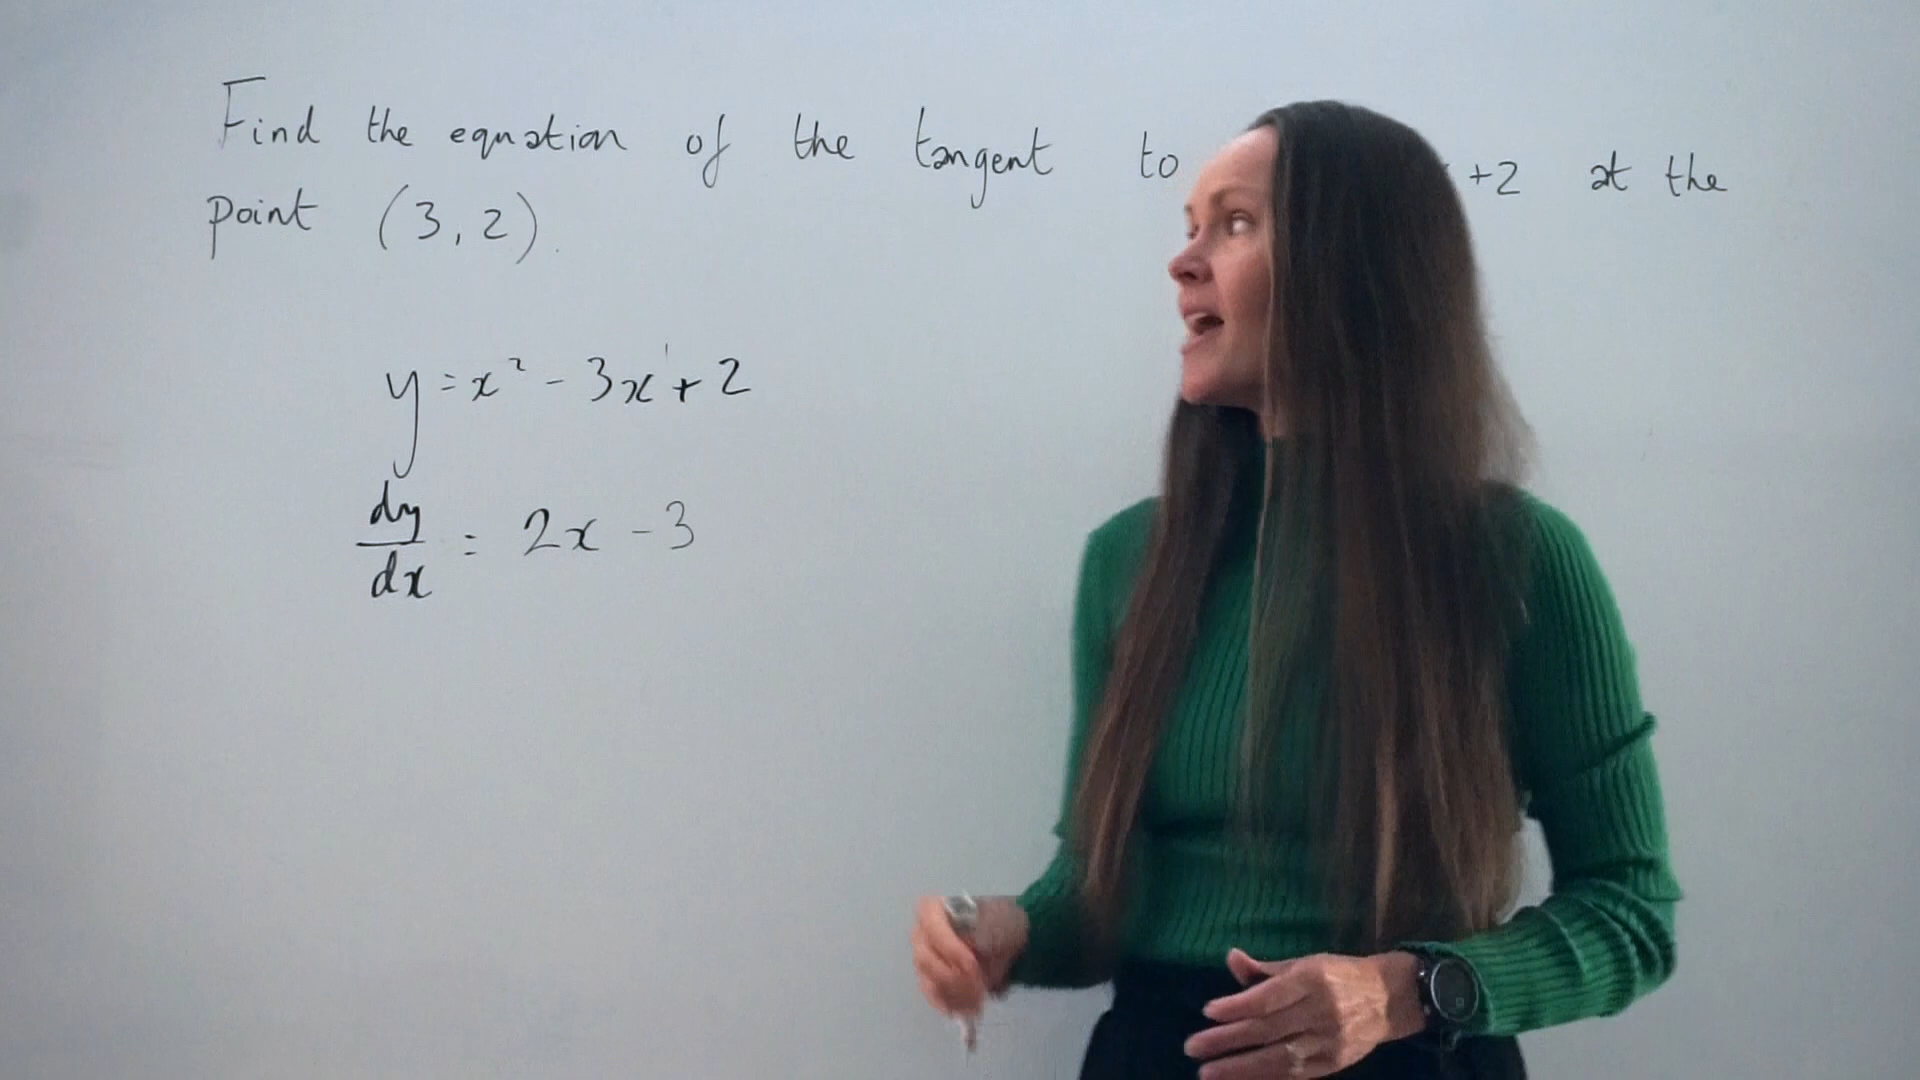 Find the equation of the tangent to +2 at the
point (3,2).
y = x² - 3x¹ + 2
dy/dx = 2x - 3